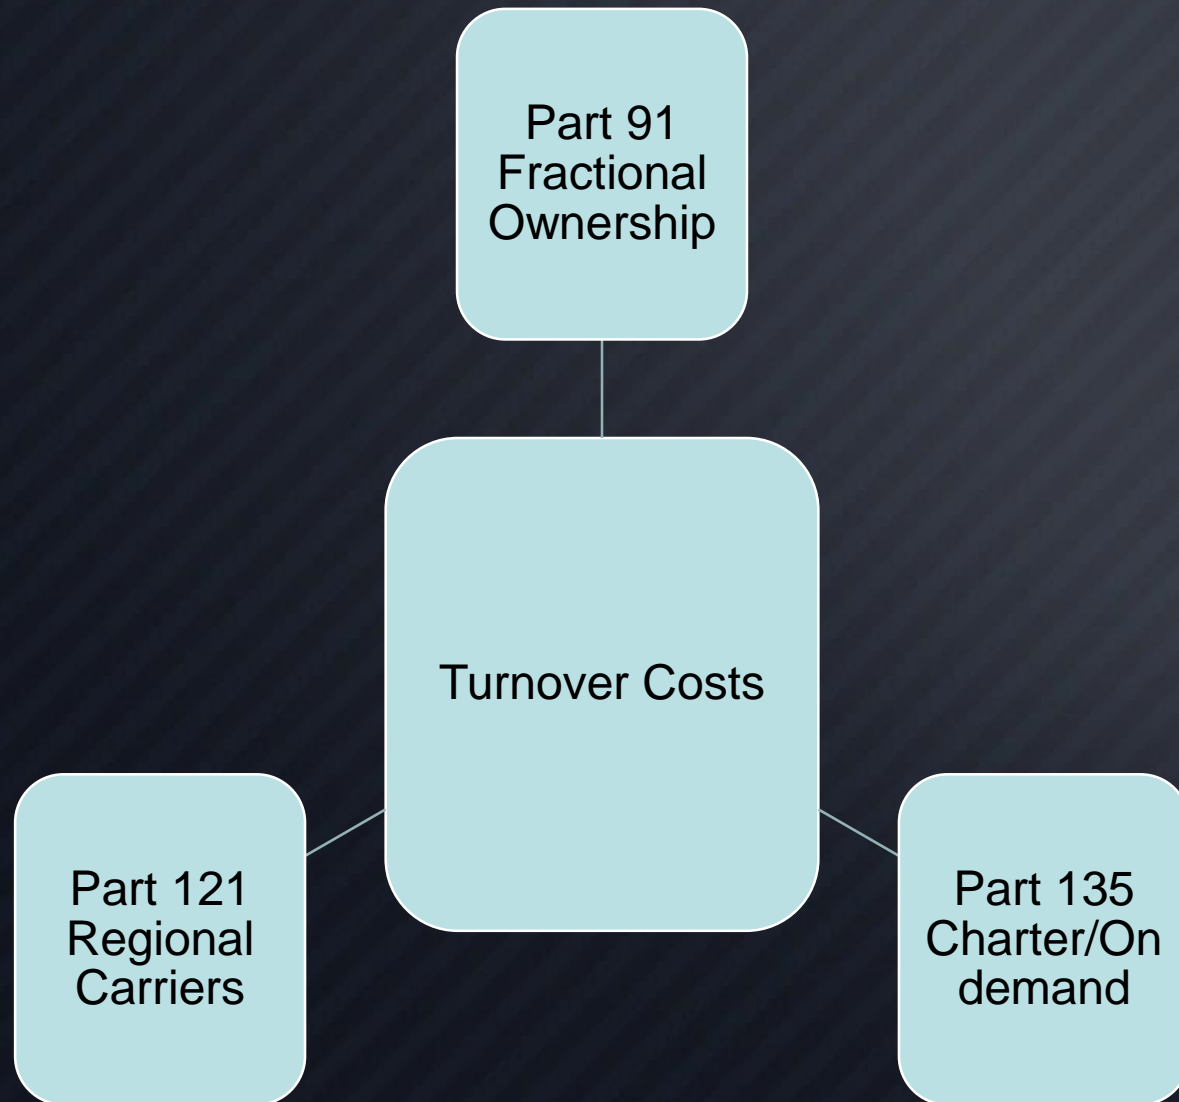 Part 91
Fractional
Ownership
Turnover Costs
Part 121
Regional
Carriers
Part 135
Charter/On
demand